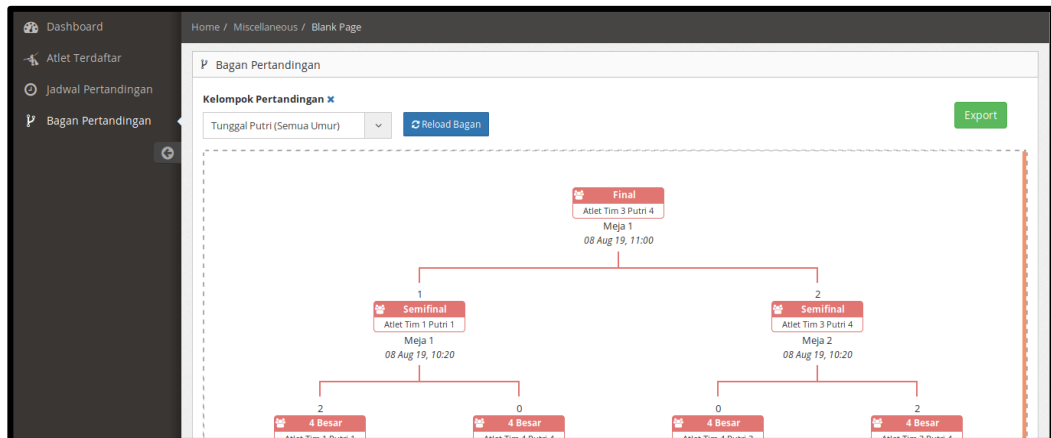 Dashboard
Atlet Terdaftar
Jadwal Pertandingan
Bagan Pertandingan
Home / Miscellaneous / Blank Page
Bagan Pertandingan
Kelompok Pertandingan ×
Tunggal Putri (Semua Umur)
Reload Bagan
Export
Final
Atlet Tim 3 Putri 4
Meja 1
08 Aug 19, 11:00
1 2
Semifinal Semifinal
Atlet Tim 1 Putri 1 Atlet Tim 3 Putri 4
Meja 1 Meja 2
08 Aug 19, 10:20 08 Aug 19, 10:20
2 0 0 2
4 Besar 4 Besar 4 Besar 4 Besar